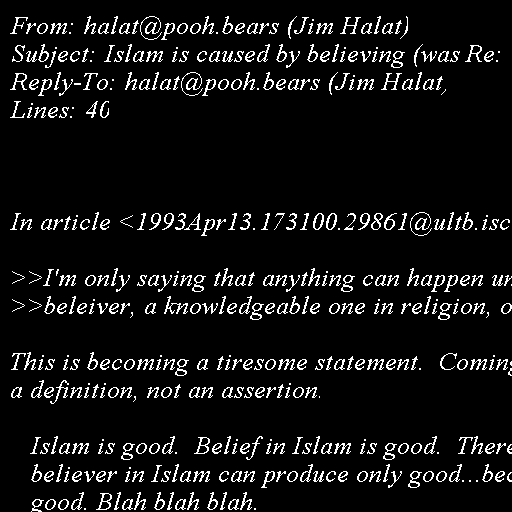 From: halat@pooh.bears (Jim Halat)
Subject: Islam is caused by believing (was Re:
Reply-To: halat@pooh.bears (Jim Halat)
Lines: 40
In article <1993Apr13.173100.29861@ultb.isc
>>I'm only saying that anything can happen un
>>beleiver, a knowledgeable one in religion, o
This is becoming a tiresome statement.  Coming
a definition, not an assertion.
Islam is good.  Belief in Islam is good.  There
believer in Islam can produce only good...bec
good. Blah blah blah.